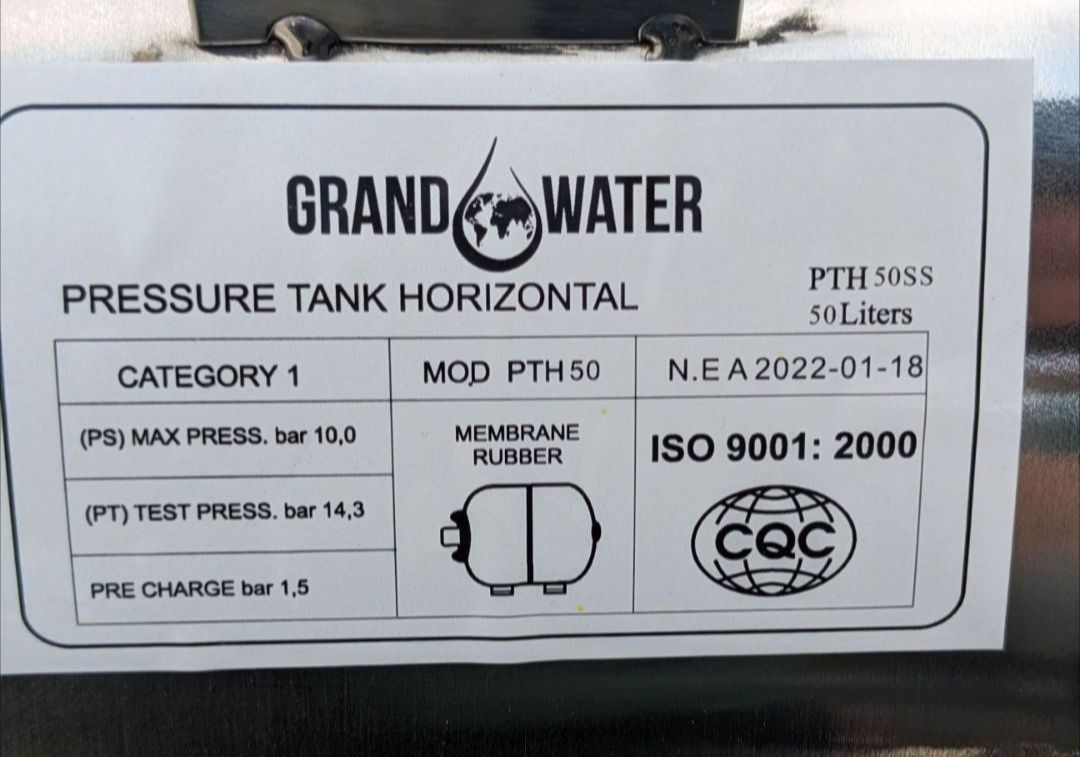 GRAND WATER
PRESSURE TANK HORIZONTAL
PTH 50SS
50 Liters
CATEGORY 1
MOD PTH 50
N.E A 2022-01-18
(PS) MAX PRESS. bar 10,0
(PT) TEST PRESS. bar 14,3
PRE CHARGE bar 1,5
MEMBRANE
RUBBER
ISO 9001: 2000
CQC